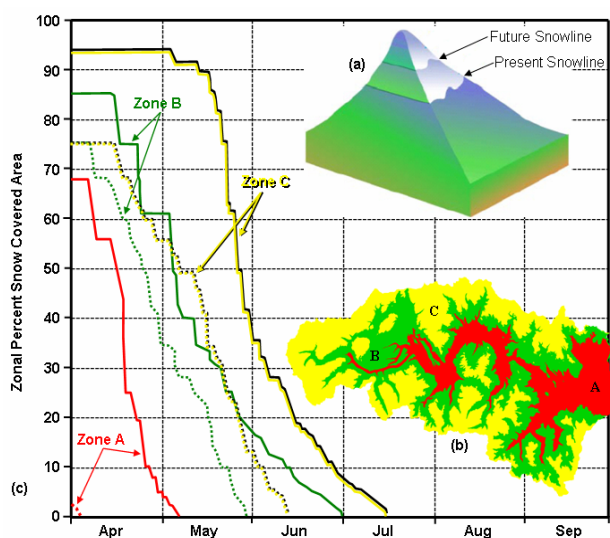 Zonal Percent Snow Covered Area
100
90
80
70
60
50
40
30
20
10
0
Zone B
Zone C
Zone A
(c)
Future Snowline
Present Snowline
(a)
C
B
A
(b)
Apr
May
Jun
Jul
Aug
Sep